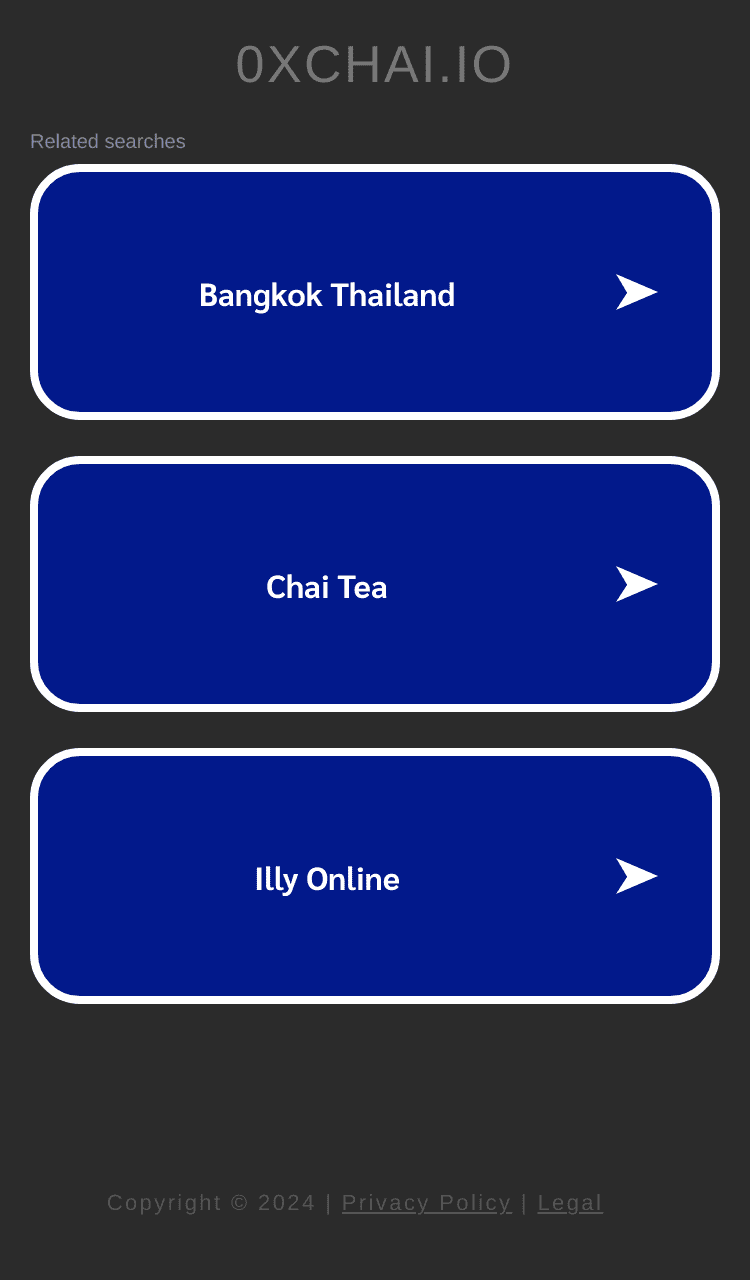 0XCHAI.IO
Related searches
Bangkok Thailand
Chai Tea
Illy Online
Copyright © 2024 | Privacy Policy | Legal